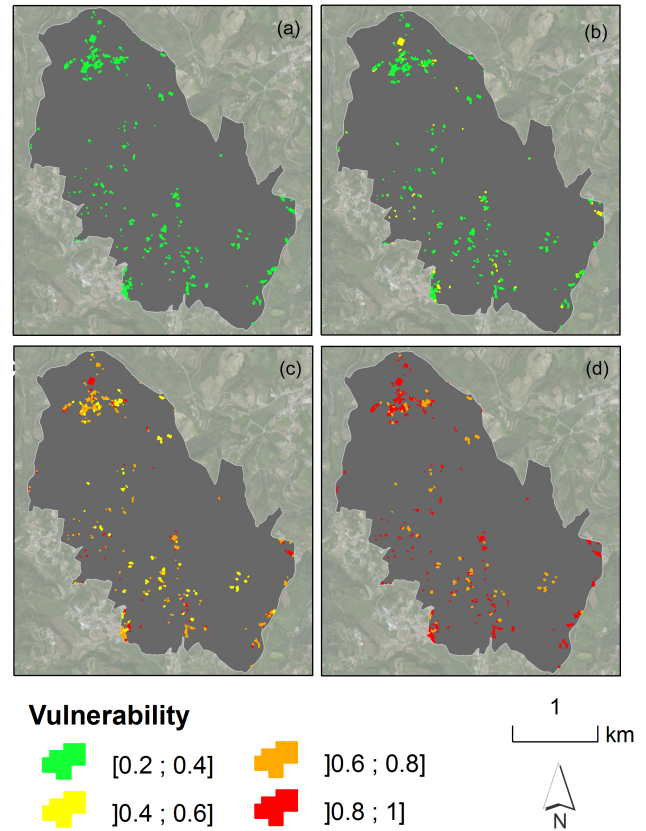 (a)
(b)
(c)
(d)
Vulnerability
[0.2 ; 0.4]
]0.6 ; 0.8]
]0.4 ; 0.6]
]0.8 ; 1]
1
km
N